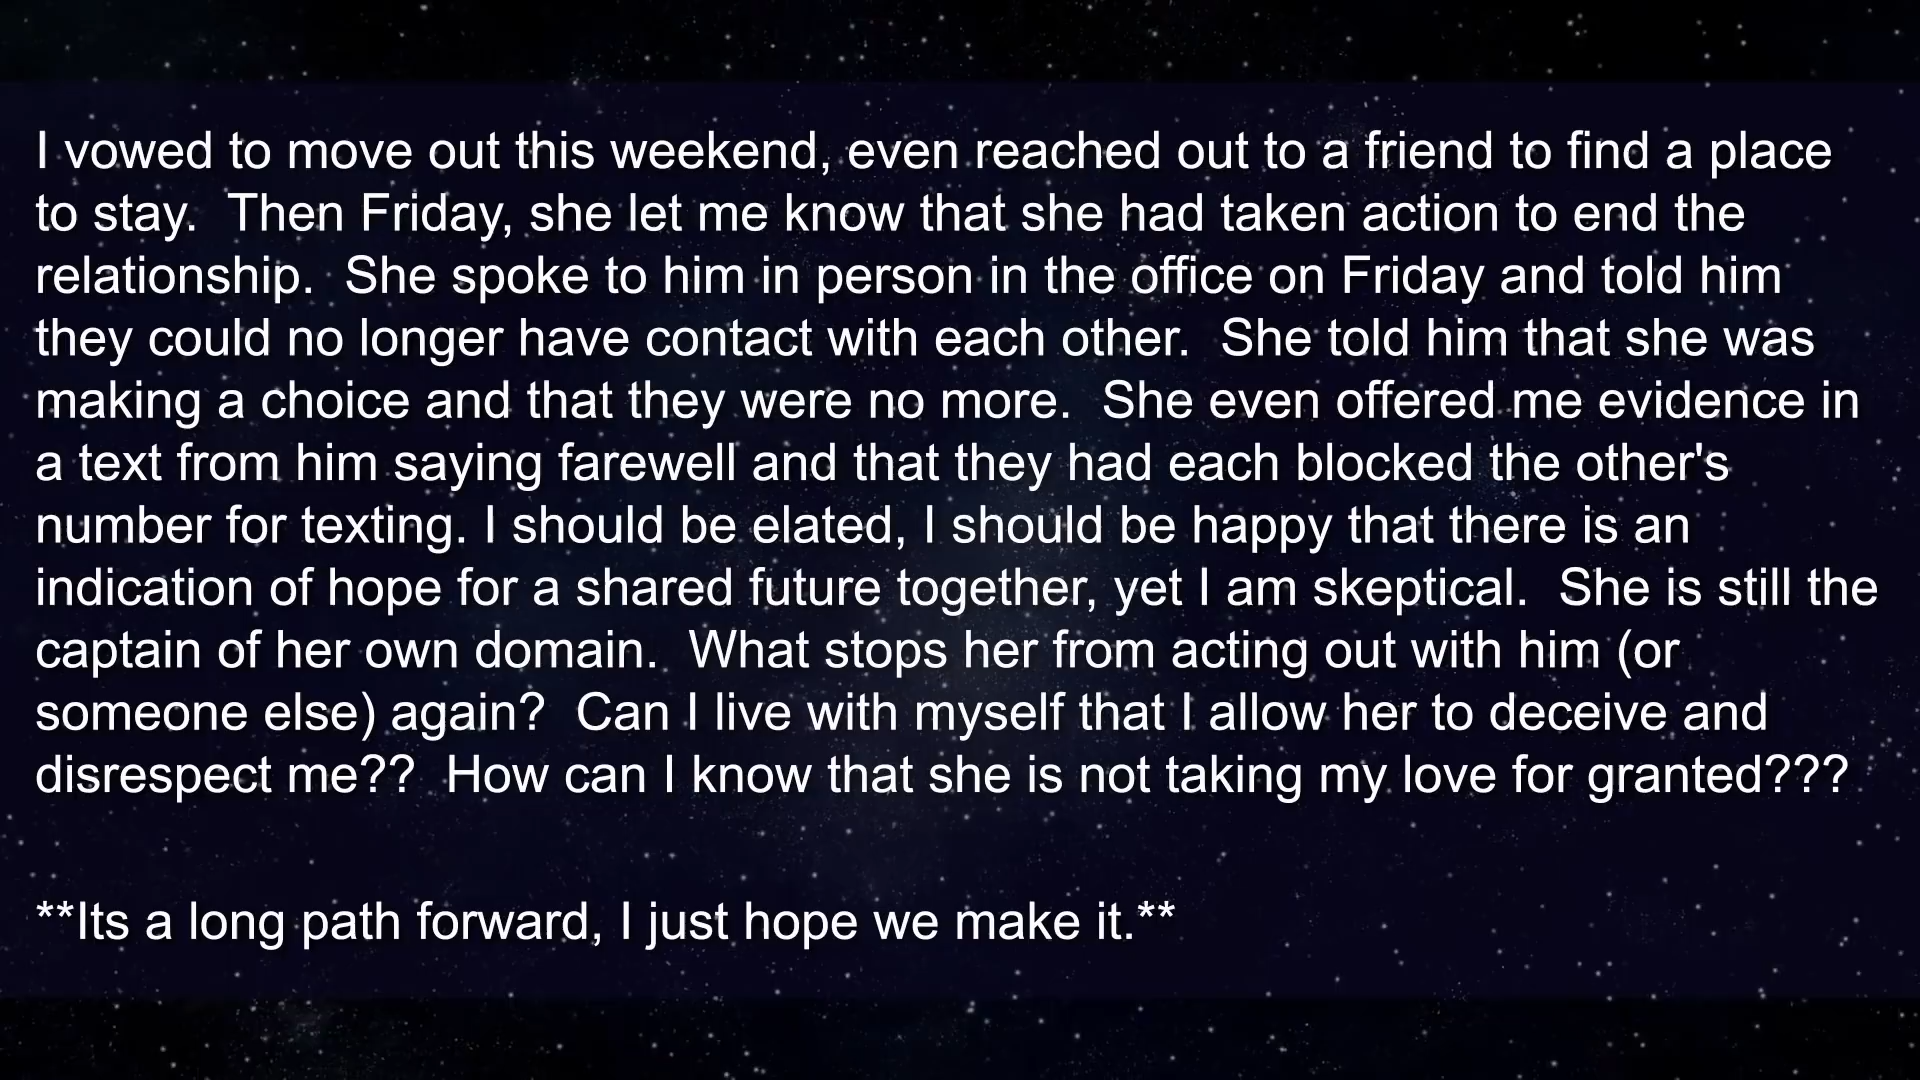 I vowed to move out this weekend, even reached out to a friend to find a place
to stay.  Then Friday, she let me know that she had taken action to end the
relationship.  She spoke to him in person in the office on Friday and told him
they could no longer have contact with each other.  She told him that she was
making a choice and that they were no more.  She even offered me evidence in
a text from him saying farewell and that they had each blocked the other's
number for texting. I should be elated, I should be happy that there is an
indication of hope for a shared future together, yet I am skeptical.  She is still the
captain of her own domain.  What stops her from acting out with him (or
someone else) again?  Can I live with myself that I allow her to deceive and
disrespect me??  How can I know that she is not taking my love for granted???
**Its a long path forward, I just hope we make it.**